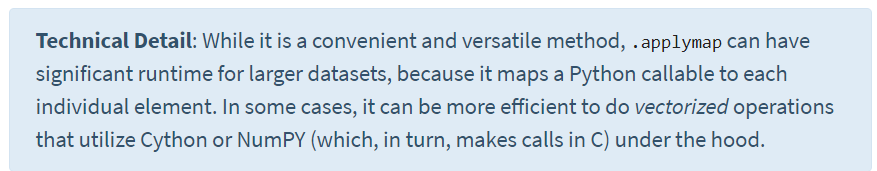 Technical Detail: While it is a convenient and versatile method, .applymap can have
significant runtime for larger datasets, because it maps a Python callable to each
individual element. In some cases, it can be more efficient to do vectorized operations
that utilize Cython or NumPY (which, in turn, makes calls in C) under the hood.